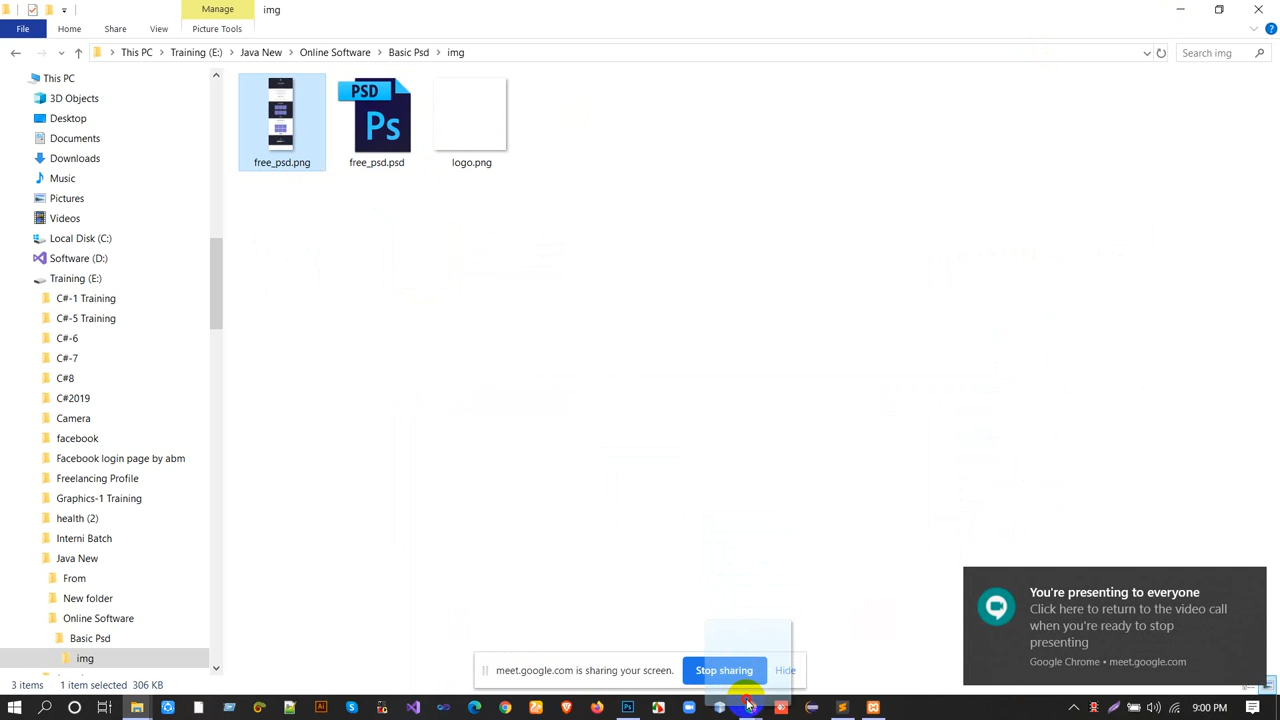 Manage
img
File
Home
Share
View
Picture Tools
This PC
Training (E:)
Java New
Online Software
Basic Psd
img
Search img
This PC
3D Objects
Desktop
Documents
Downloads
Music
Pictures
Videos
Local Disk (C:)
Software (D:)
Training (E:)
C#-1 Training
C#-5 Training
C#-6
C#-7
C#8
C#2019
Camera
facebook
Facebook login page by abm
Freelancing Profile
Graphics-1 Training
health (2)
Interni Batch
Java New
From
New folder
Online Software
Basic Psd
img
PSD
Ps
free_psd.png
free_psd.psd
logo.png
You're presenting to everyone
Click here to return to the video call
when you're ready to stop
presenting
Google Chrome • meet.google.com
meet.google.com is sharing your screen.
Stop sharing
Hide
3 items
1 item selected
306 KB
9:00 PM